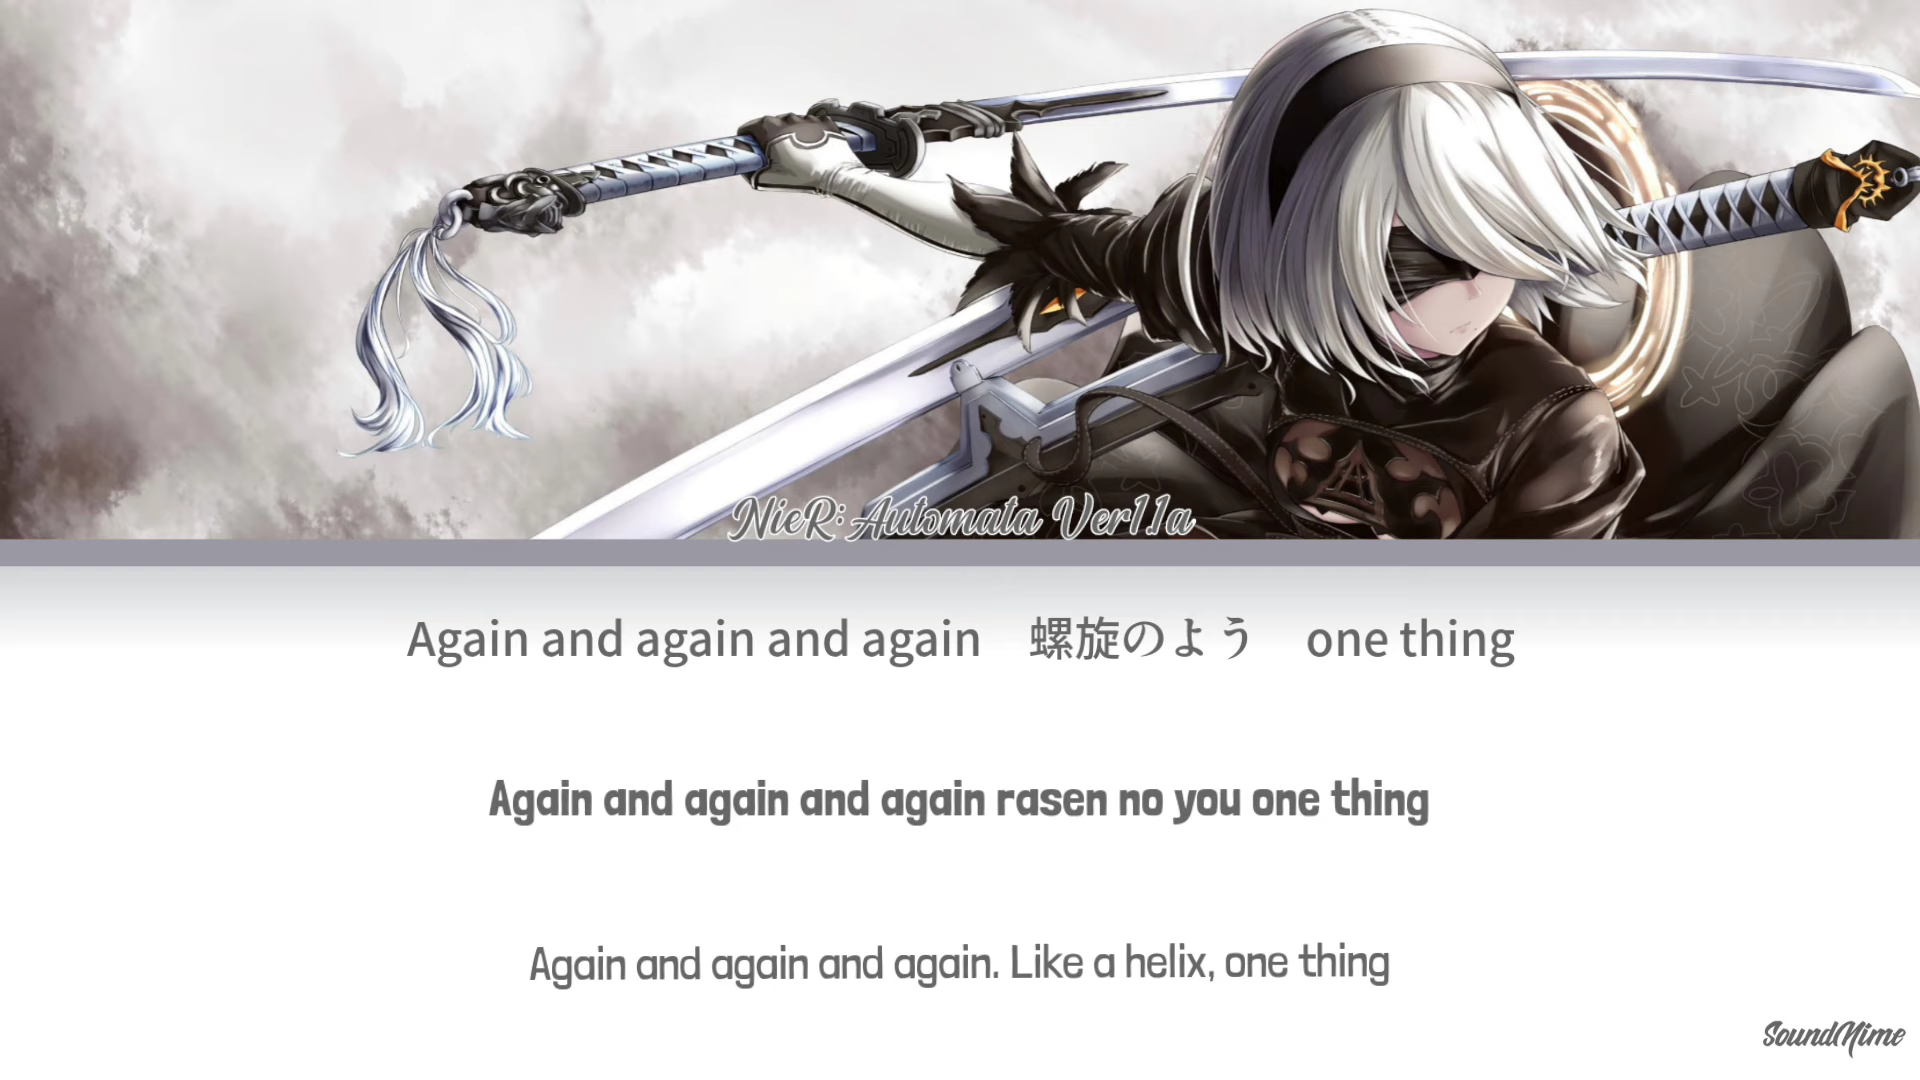 NieR: Automata Ver1.1a
Again and again and again　螺旋のよう　one thing
Again and again and again rasen no you one thing
Again and again and again. Like a helix, one thing
SoundMime